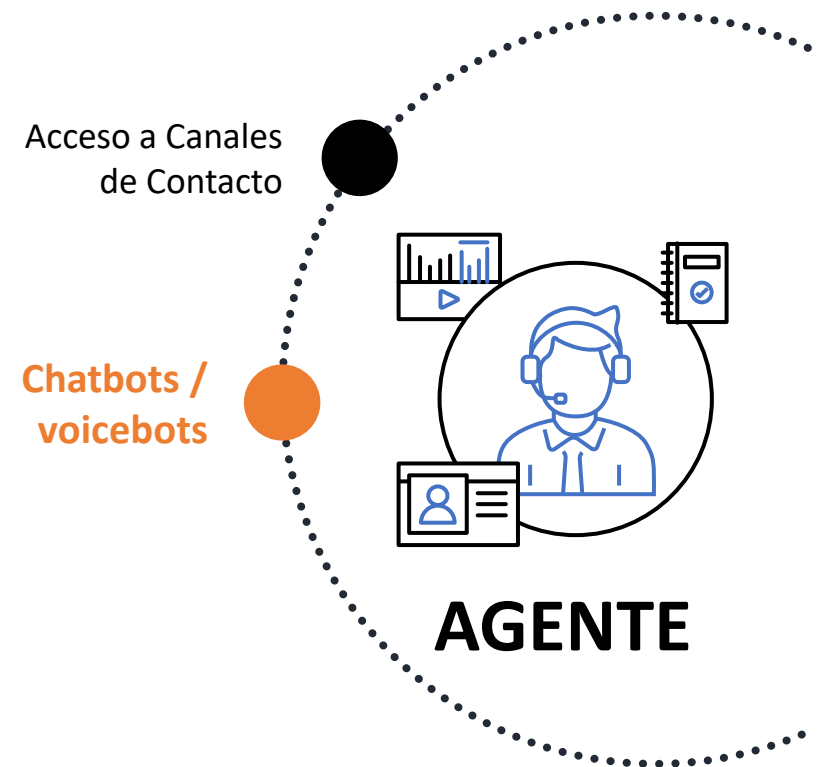 Acceso a Canales
de Contacto
Chatbots /
voicebots
AGENTE